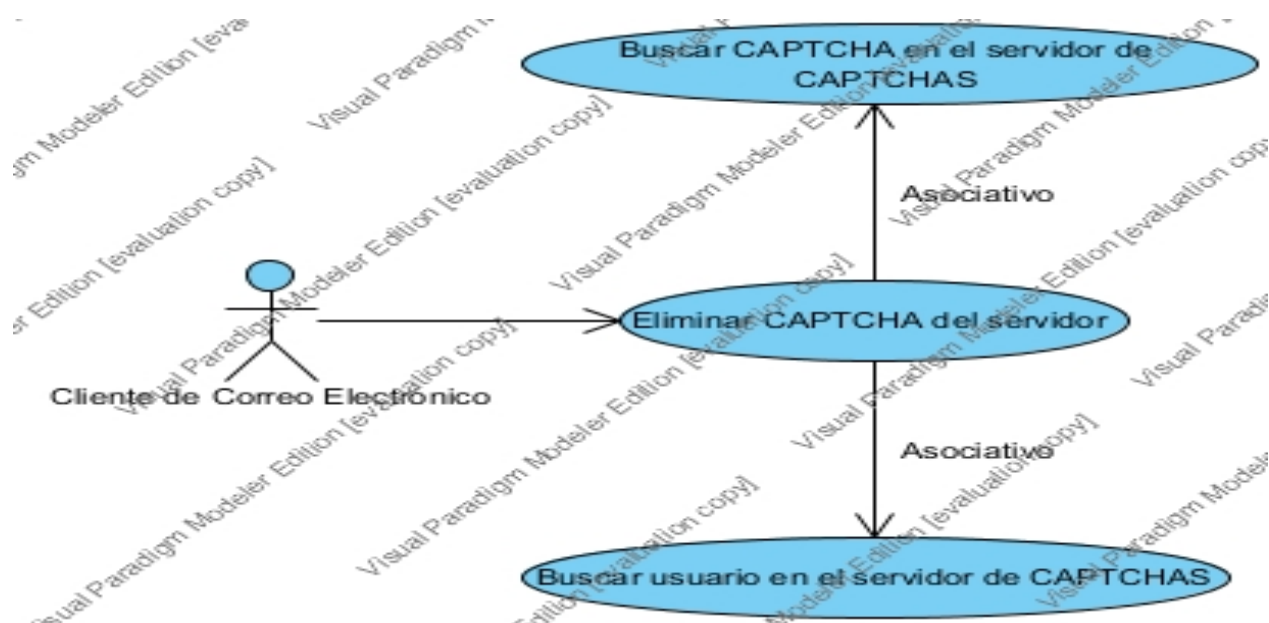 Buscar CAPTCHA en el servidor de
CAPTCHAS
Asociativo
Eliminar CAPTCHA del servidor
Cliente de Correo Electrónico
Asociativo
Buscar usuario en el servidor de CAPTCHAS
Visual Paradigm Modeler Edition [evaluation copy]